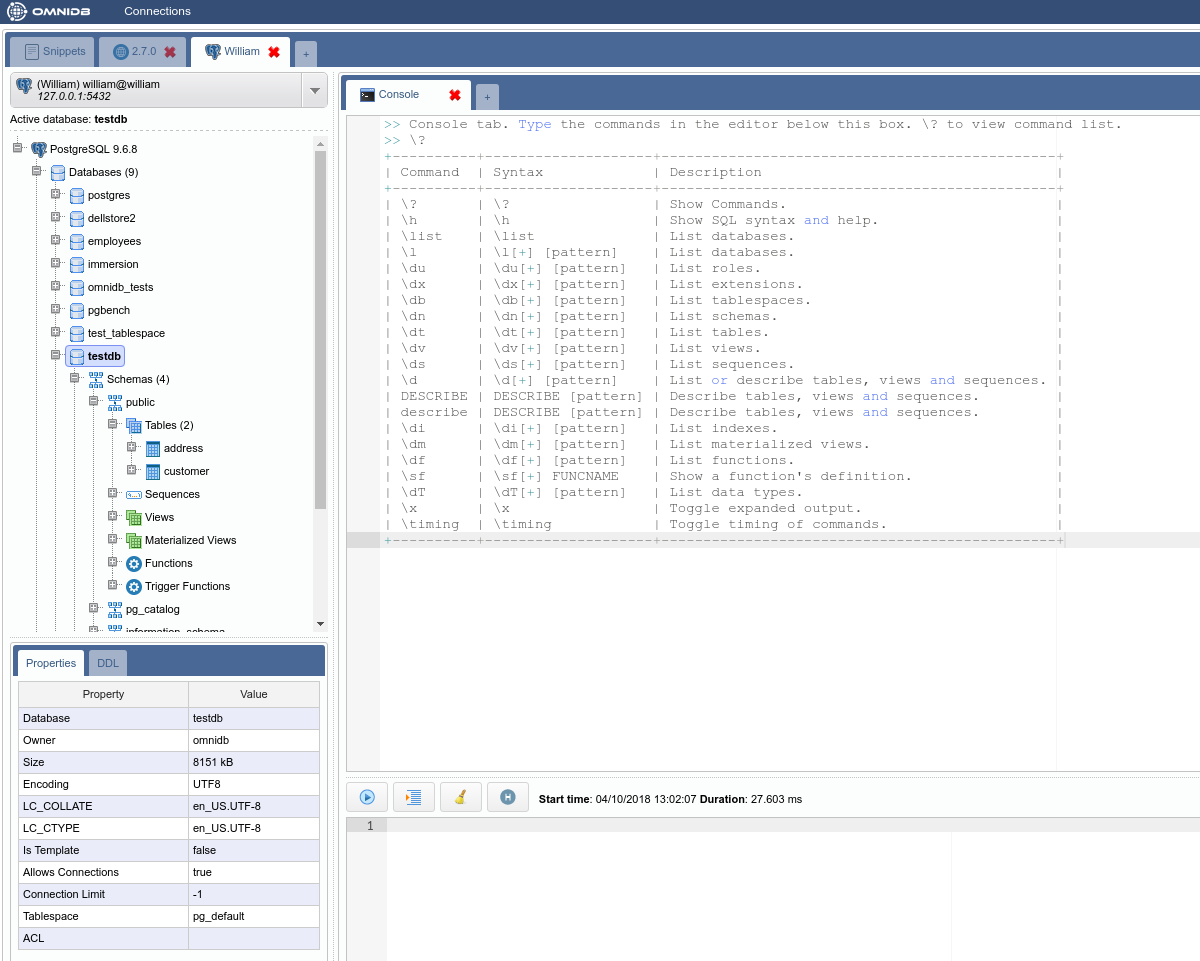 OMNIDB Connections
Snippets 2.7.0 William +
(William) william@william
127.0.0.1:5432
Active database: testdb
PostgreSQL 9.6.8
Databases (9)
postgres
dellstore2
employees
immersion
omnidb_tests
pgbench
test_tablespace
testdb
Schemas (4)
public
Tables (2)
address
customer
Sequences
Views
Materialized Views
Functions
Trigger Functions
pg_catalog
information_schema
Properties DDL
Property Value
Database testdb
Owner omnidb
Size 8151 kB
Encoding UTF8
LC_COLLATE en_US.UTF-8
LC_CTYPE en_US.UTF-8
Is Template false
Allows Connections true
Connection Limit -1
Tablespace pg_default
ACL
Console +
>> Console tab. Type the commands in the editor below this box. \? to view command list.
>> \?
+----------+---------------------+------------------------------------------------+
| Command | Syntax | Description |
+----------+---------------------+------------------------------------------------+
| \? | \? | Show Commands. |
| \h | \h | Show SQL syntax and help. |
| \list | \list | List databases. |
| \l | \l[+] [pattern] | List databases. |
| \du | \du[+] [pattern] | List roles. |
| \dx | \dx[+] [pattern] | List extensions. |
| \db | \db[+] [pattern] | List tablespaces. |
| \dn | \dn[+] [pattern] | List schemas. |
| \dt | \dt[+] [pattern] | List tables. |
| \dv | \dv[+] [pattern] | List views. |
| \ds | \ds[+] [pattern] | List sequences. |
| \d | \d[+] [pattern] | List or describe tables, views and sequences. |
| DESCRIBE | DESCRIBE [pattern] | Describe tables, views and sequences. |
| describe | DESCRIBE [pattern] | Describe tables, views and sequences. |
| \di | \di[+] [pattern] | List indexes. |
| \dm | \dm[+] [pattern] | List materialized views. |
| \df | \df[+] [pattern] | List functions. |
| \sf | \sf[+] FUNCNAME | Show a function's definition. |
| \dT | \dT[+] [pattern] | List data types. |
| \x | \x | Toggle expanded output. |
| \timing | \timing | Toggle timing of commands. |
+----------+---------------------+------------------------------------------------+
H Start time: 04/10/2018 13:02:07 Duration: 27.603 ms
1